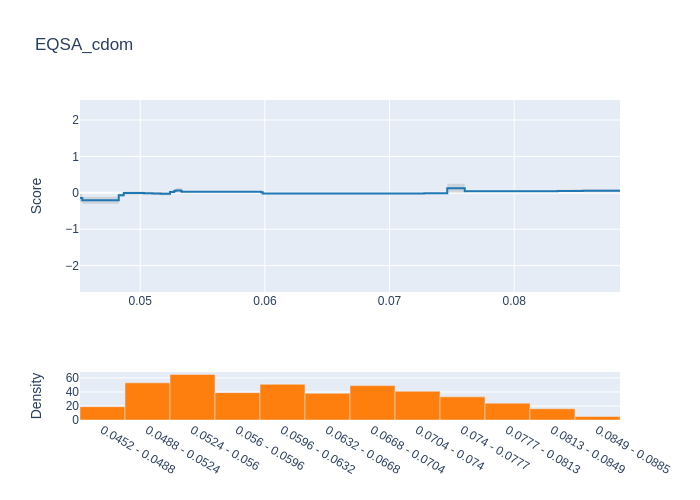 EQSA_cdom
Score
2
1
0
−1
−2
0.05 0.06 0.07 0.08
Density
60
40
20
0
0.0452 - 0.0488
0.0488 - 0.0524
0.0524 - 0.056
0.056 - 0.0596
0.0596 - 0.0632
0.0632 - 0.0668
0.0668 - 0.0704
0.0704 - 0.074
0.074 - 0.0777
0.0777 - 0.0813
0.0813 - 0.0849
0.0849 - 0.0885